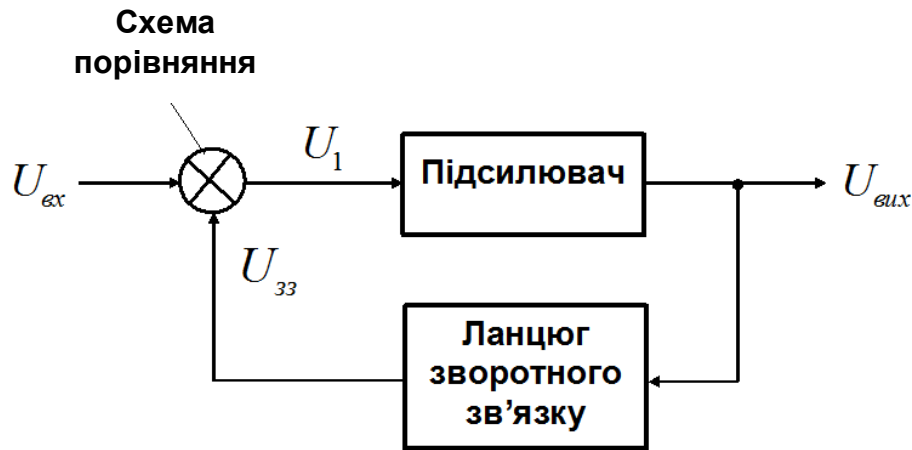 Схема
порівняння
U₁
Підсилювач
Uвх
Uвих
Uзз
Ланцюг
зворотного
зв’язку